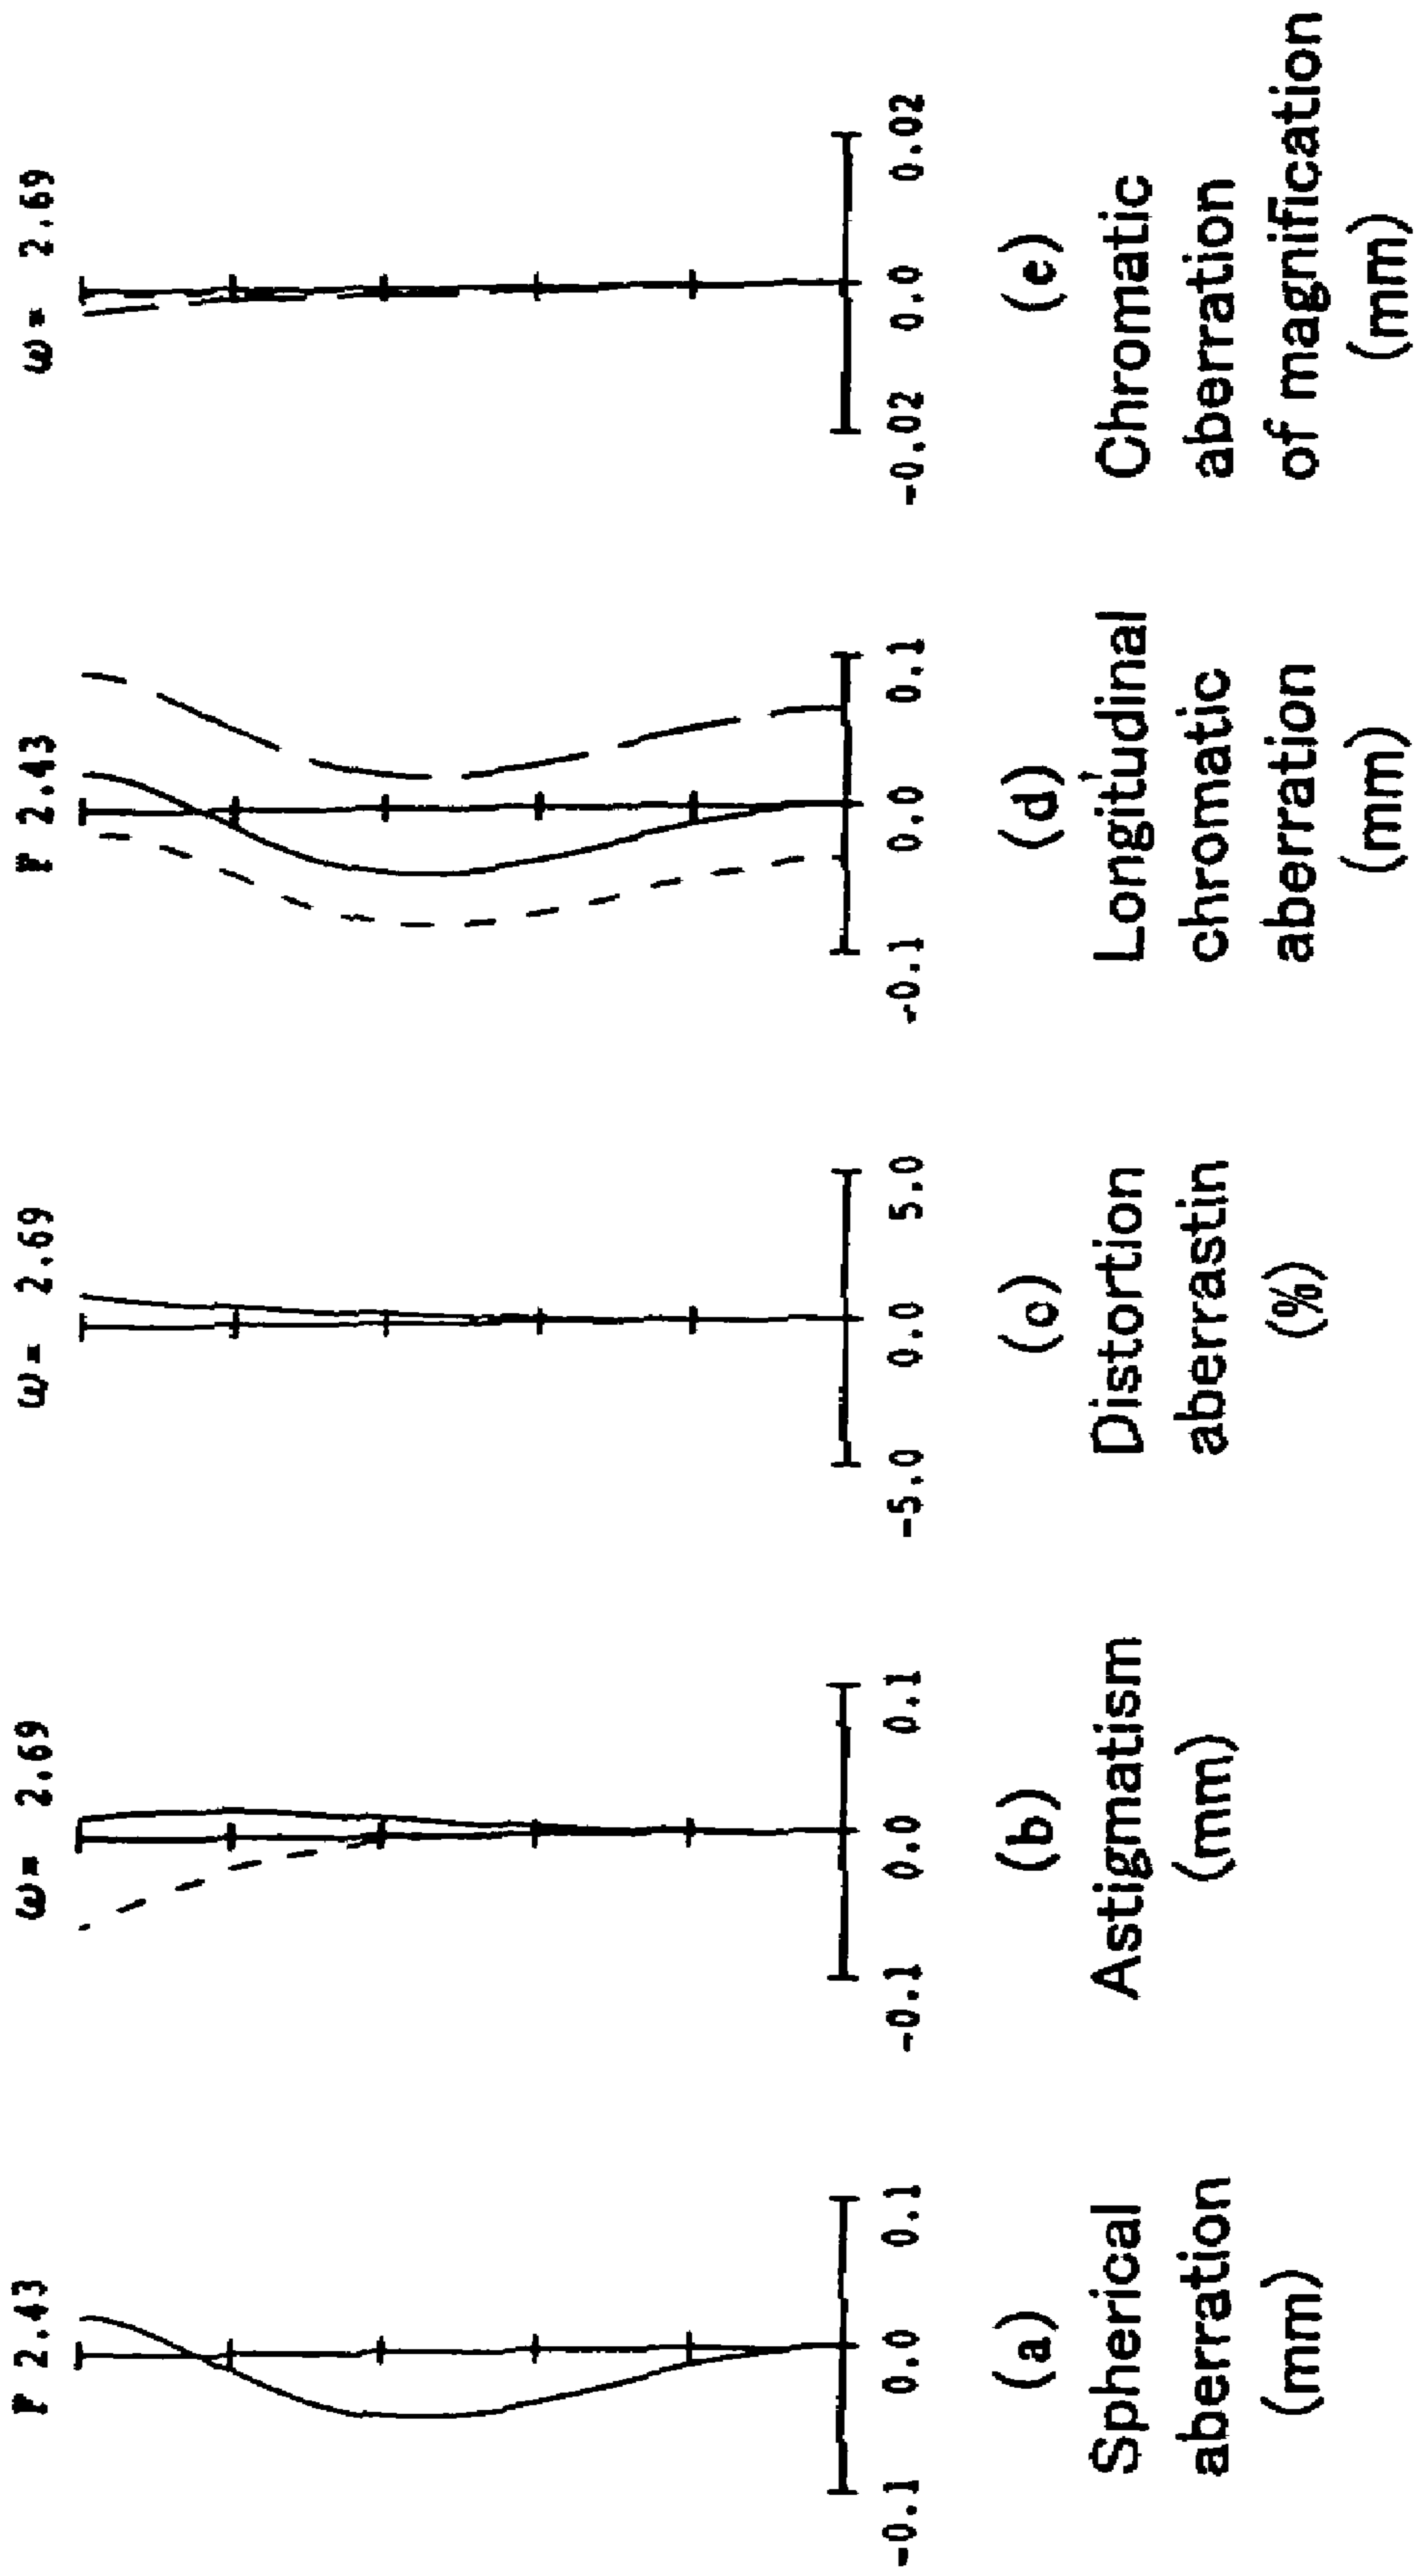 F 2.43
-0.1 0.0 0.1
(a)
Spherical
aberration
(mm)
ω= 2.69
-0.1 0.0 0.1
(b)
Astigmatism
(mm)
ω= 2.69
-5.0 0.0 5.0
(c)
Distortion
aberrastin
(%)
F 2.43
-0.1 0.0 0.1
(d)
Longitudinal
chromatic
aberration
(mm)
ω= 2.69
-0.02 0.0 0.02
(e)
Chromatic
aberration
of magnification
(mm)